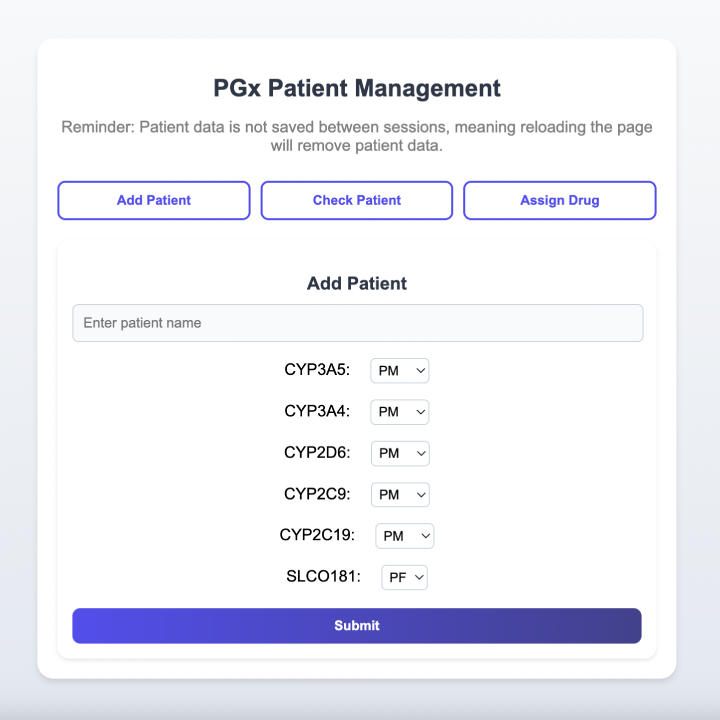 PGx Patient Management
Reminder: Patient data is not saved between sessions, meaning reloading the page
will remove patient data.
Add Patient Check Patient Assign Drug
Add Patient
Enter patient name
CYP3A5: PM
CYP3A4: PM
CYP2D6: PM
CYP2C9: PM
CYP2C19: PM
SLCO181: PF
Submit